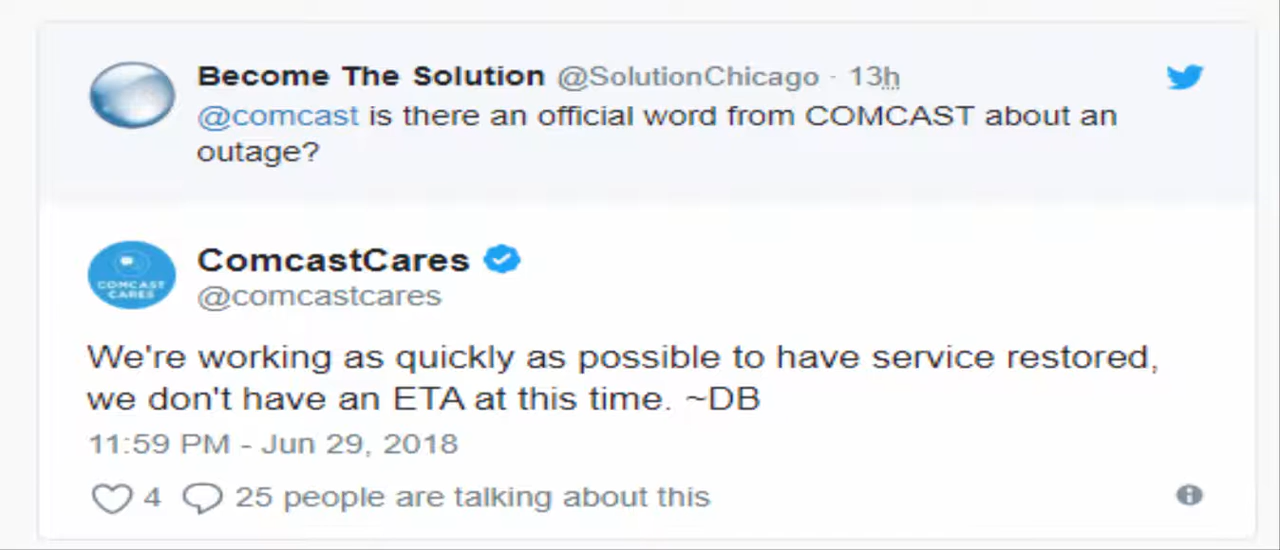 Become The Solution @SolutionChicago · 13h
@comcast is there an official word from COMCAST about an
outage?
ComcastCares
COMCAST
CARES
@comcastcares
We're working as quickly as possible to have service restored,
we don't have an ETA at this time. ~DB
11:59 PM - Jun 29, 2018
4 25 people are talking about this